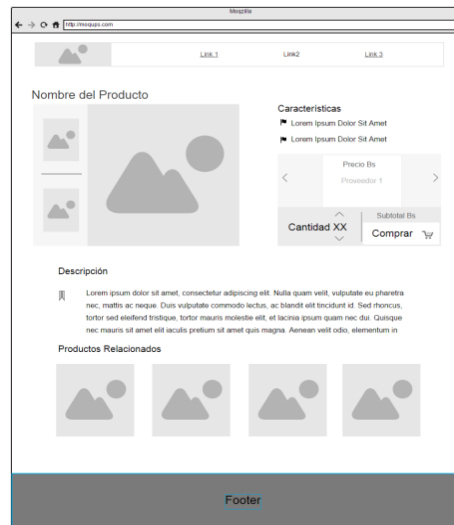 Moqzilla
http://moqups.com
Link 1 Link2 Link 3
Nombre del Producto
Características
Lorem Ipsum Dolor Sit Amet
Lorem Ipsum Dolor Sit Amet
Precio Bs
Proveedor 1
Cantidad XX
Subtotal Bs
Comprar
Descripción
Lorem ipsum dolor sit amet, consectetur adipiscing elit. Nulla quam velit, vulputate eu pharetra
nec, mattis ac neque. Duis vulputate commodo lectus, ac blandit elit tincidunt id. Sed rhoncus,
tortor sed eleifend tristique, tortor mauris molestie elit, et lacinia ipsum quam nec dui. Quisque
nec mauris sit amet elit iaculis pretium sit amet quis magna. Aenean velit odio, elementum in
Productos Relacionados
Footer